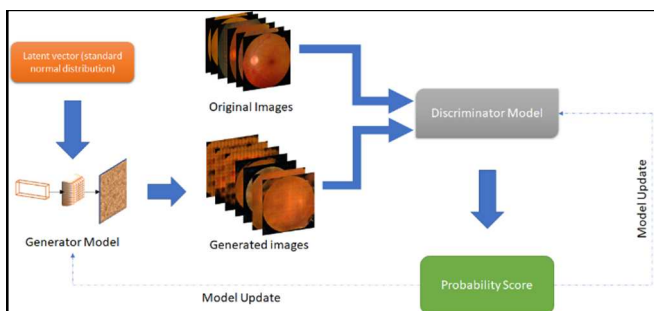 Latent vector (standard
normal distribution)
Original Images
Discriminator Model
Generator Model
Generated images
Model Update
Probability Score
Model Update